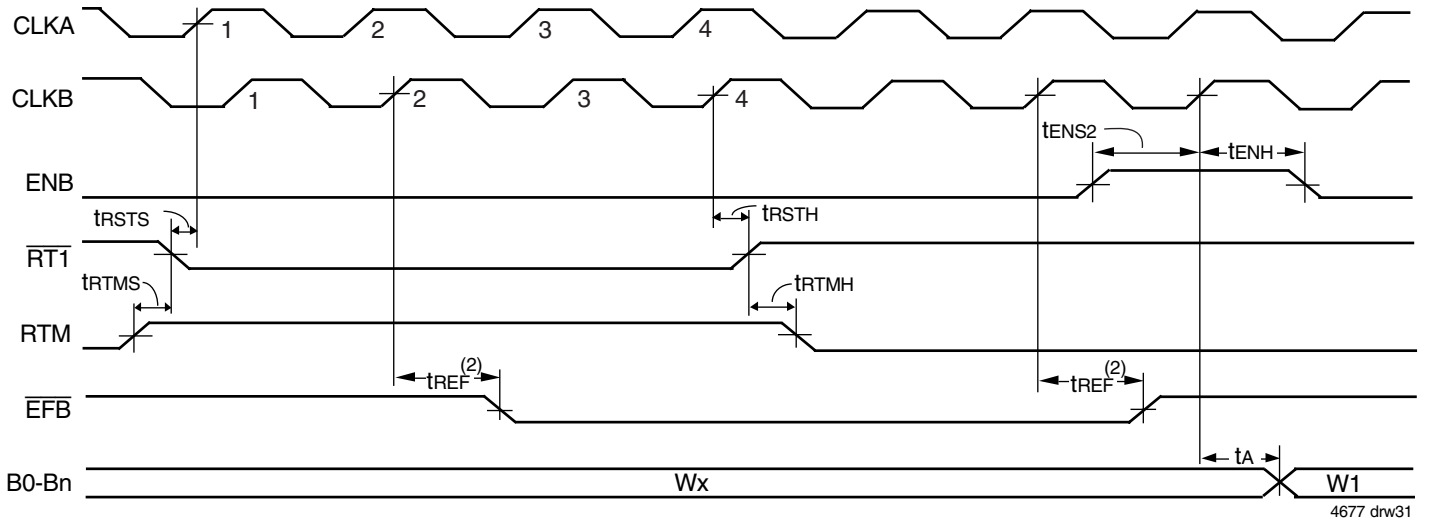 CLKA 1 2 3 4
CLKB 1 2 3 4
tENS2 tENH
ENB
tRSTS tRSTH
RT1
tRTMS tRTMH
RTM
tREF(2) tREF(2)
EFB
tA
B0-Bn Wx W1
4677 drw31